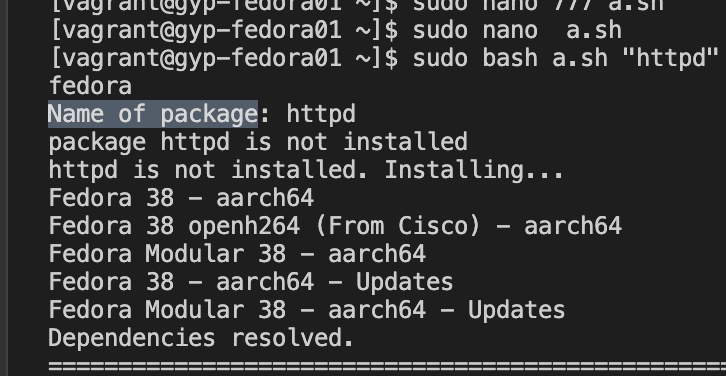 [vagrant@gyp-fedora01 ~]$ sudo nano 777 a.sh
[vagrant@gyp-fedora01 ~]$ sudo nano  a.sh
[vagrant@gyp-fedora01 ~]$ sudo bash a.sh "httpd"
fedora
Name of package: httpd
package httpd is not installed
httpd is not installed. Installing...
Fedora 38 - aarch64
Fedora 38 openh264 (From Cisco) - aarch64
Fedora Modular 38 - aarch64
Fedora 38 - aarch64 - Updates
Fedora Modular 38 - aarch64 - Updates
Dependencies resolved.
================================================